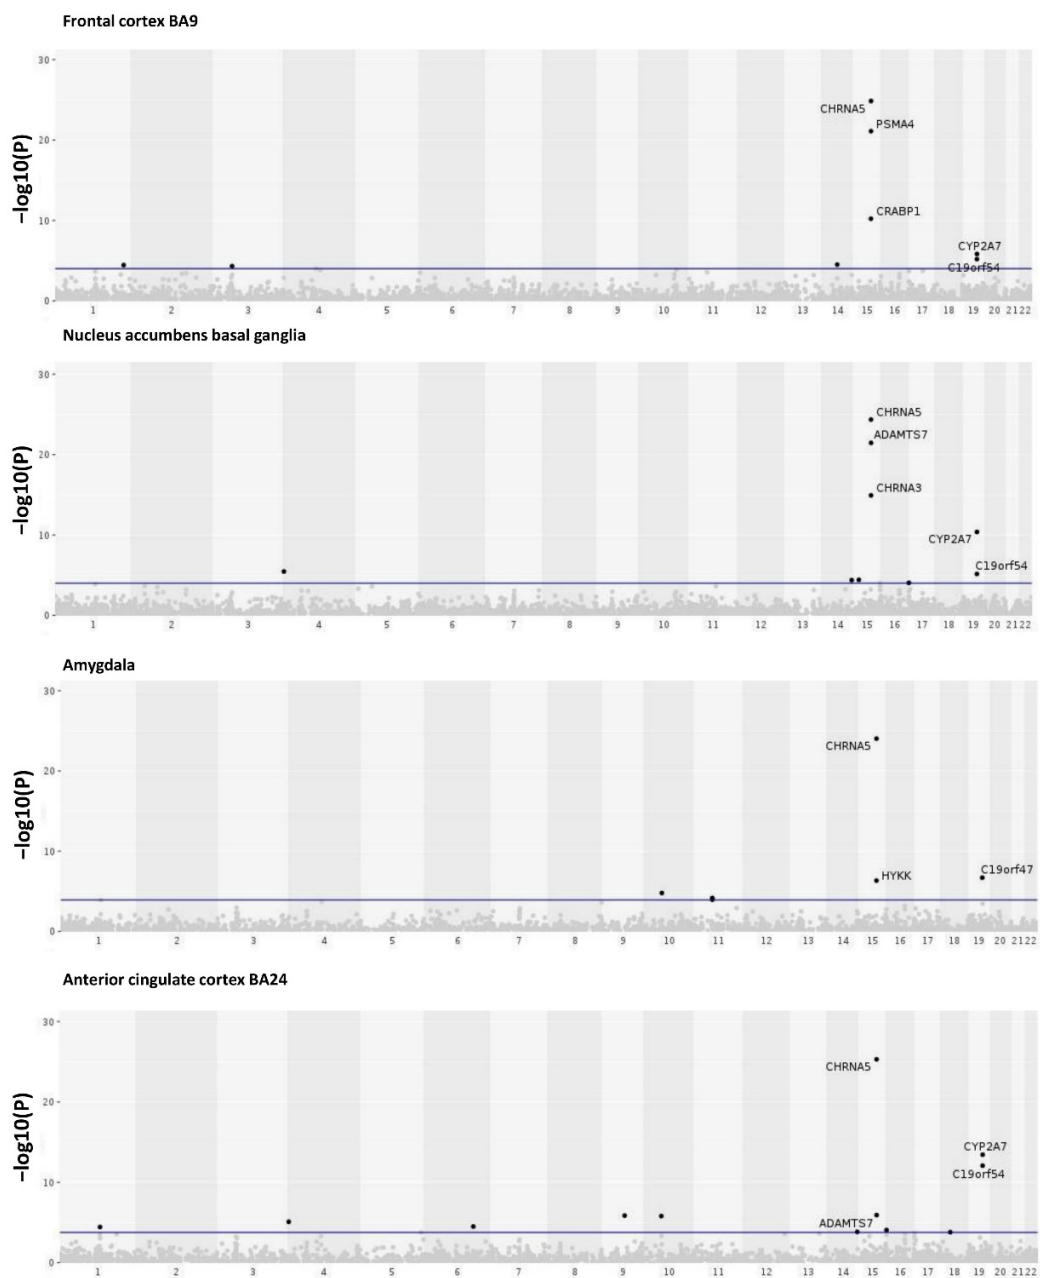 Frontal cortex BA9
30
CHRNA5
PSMA4
20
−log10(P)
CRABP1
10
CYP2A7
C19orf54
0
1 2 3 4 5 6 7 8 9 10 11 12 13 14 15 16 17 18 19 20 21 22
Nucleus accumbens basal ganglia
30
CHRNA5
ADAMTS7
20
−log10(P)
CHRNA3
10
CYP2A7
C19orf54
0
1 2 3 4 5 6 7 8 9 10 11 12 13 14 15 16 17 18 19 20 21 22
Amygdala
30
CHRNA5
20
−log10(P)
10
C19orf47
HYKK
0
1 2 3 4 5 6 7 8 9 10 11 12 13 14 15 16 17 18 19 20 21 22
Anterior cingulate cortex BA24
30
CHRNA5
20
−log10(P)
CYP2A7
C19orf54
10
ADAMTS7
0
1 2 3 4 5 6 7 8 9 10 11 12 13 14 15 16 17 18 19 20 21 22